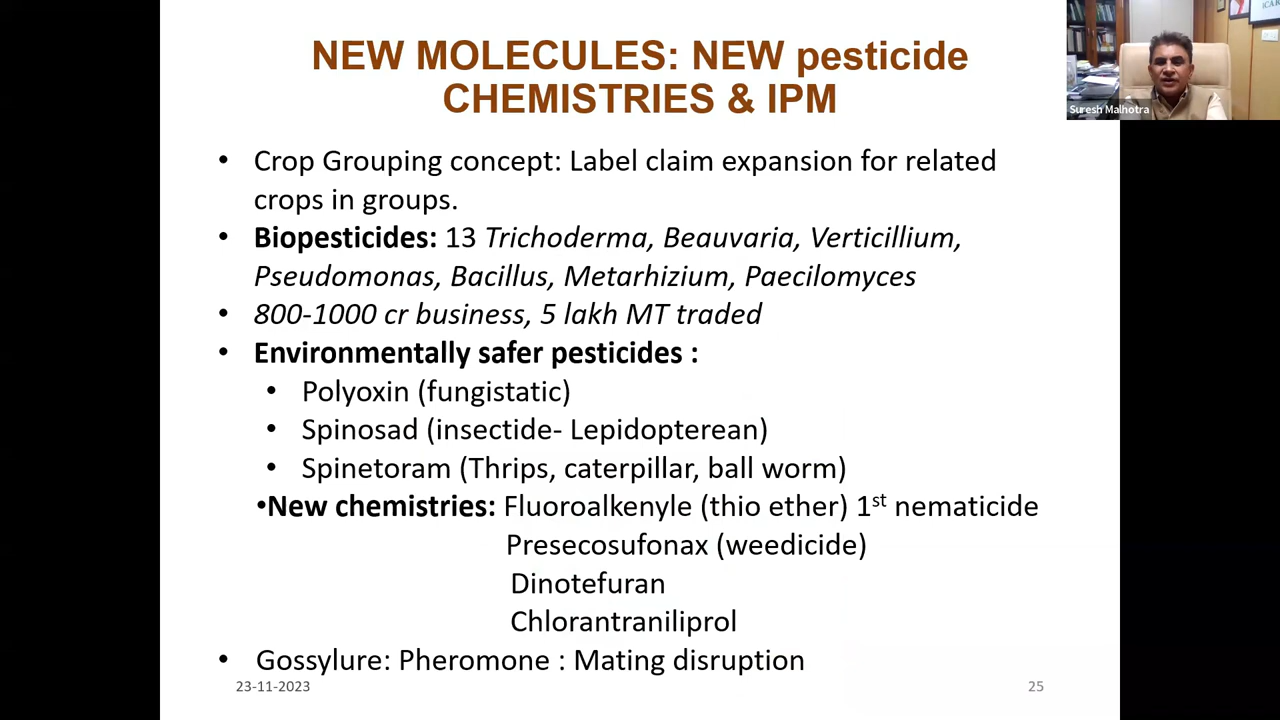 NEW MOLECULES: NEW pesticide
CHEMISTRIES & IPM
Suresh Malhotra
• Crop Grouping concept: Label claim expansion for related
crops in groups.
• Biopesticides: 13 Trichoderma, Beauvaria, Verticillium,
Pseudomonas, Bacillus, Metarhizium, Paecilomyces
• 800-1000 cr business, 5 lakh MT traded
• Environmentally safer pesticides :
• Polyoxin (fungistatic)
• Spinosad (insectide- Lepidopterean)
• Spinetoram (Thrips, caterpillar, ball worm)
•New chemistries: Fluoroalkenyle (thio ether) 1st nematicide
Presecosufonax (weedicide)
Dinotefuran
Chlorantraniliprol
• Gossylure: Pheromone : Mating disruption
23-11-2023
25